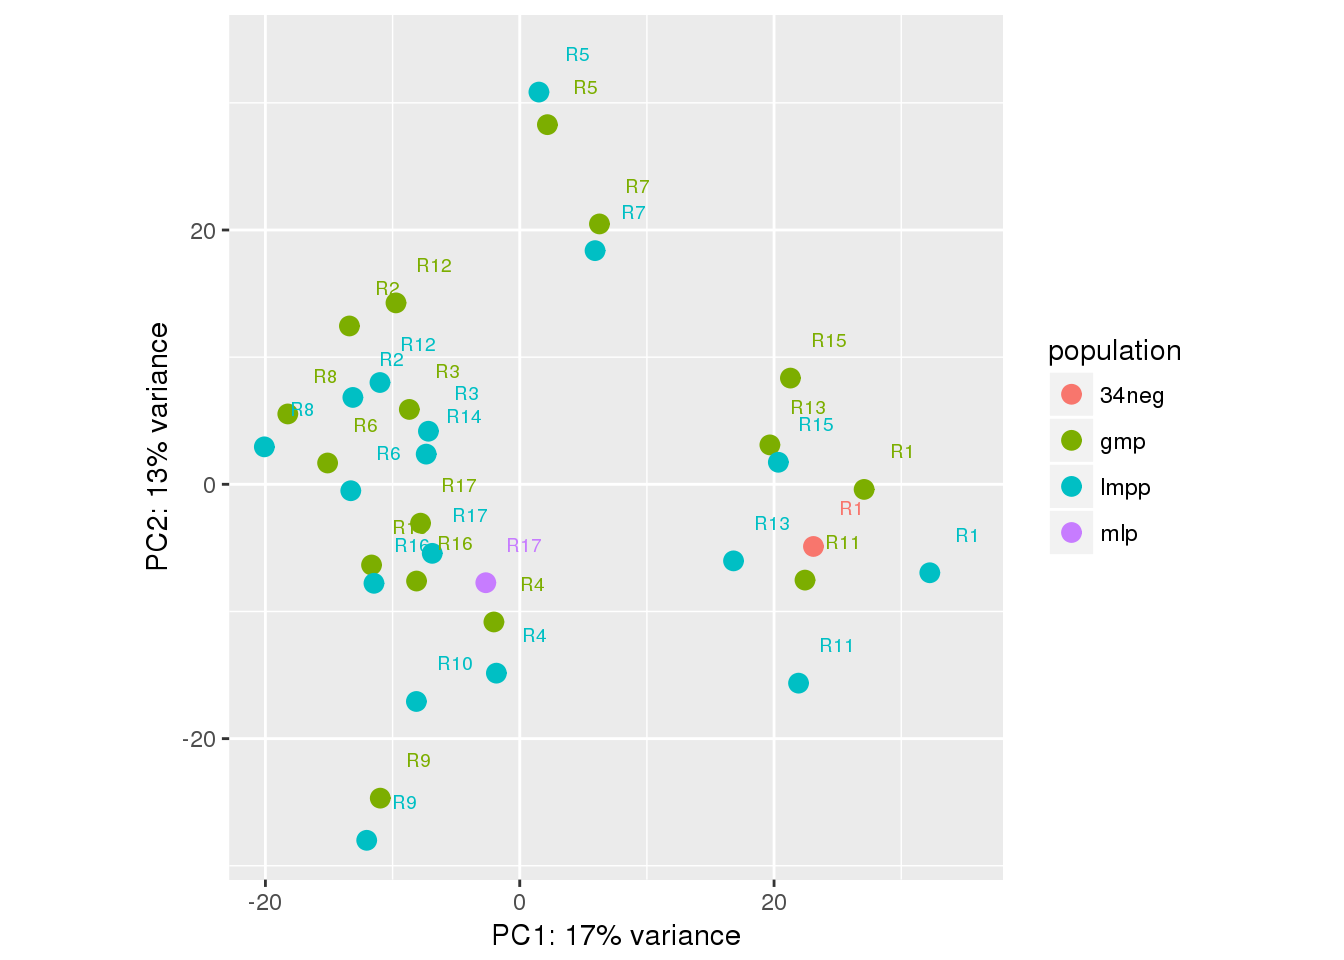 R5
R5
R7
R7
R12
R2
R12
R2
R3
R8
R3
R8
R14
R6
R6
R15
R13
R15
R1
R17
R1
R17
R13
R16
R16
R17
R11
R1
R4
R4
R11
R10
R9
R9
20
0
-20
-20
0
20
PC1: 17% variance
PC2: 13% variance
population
34neg
gmp
lmpp
mlp